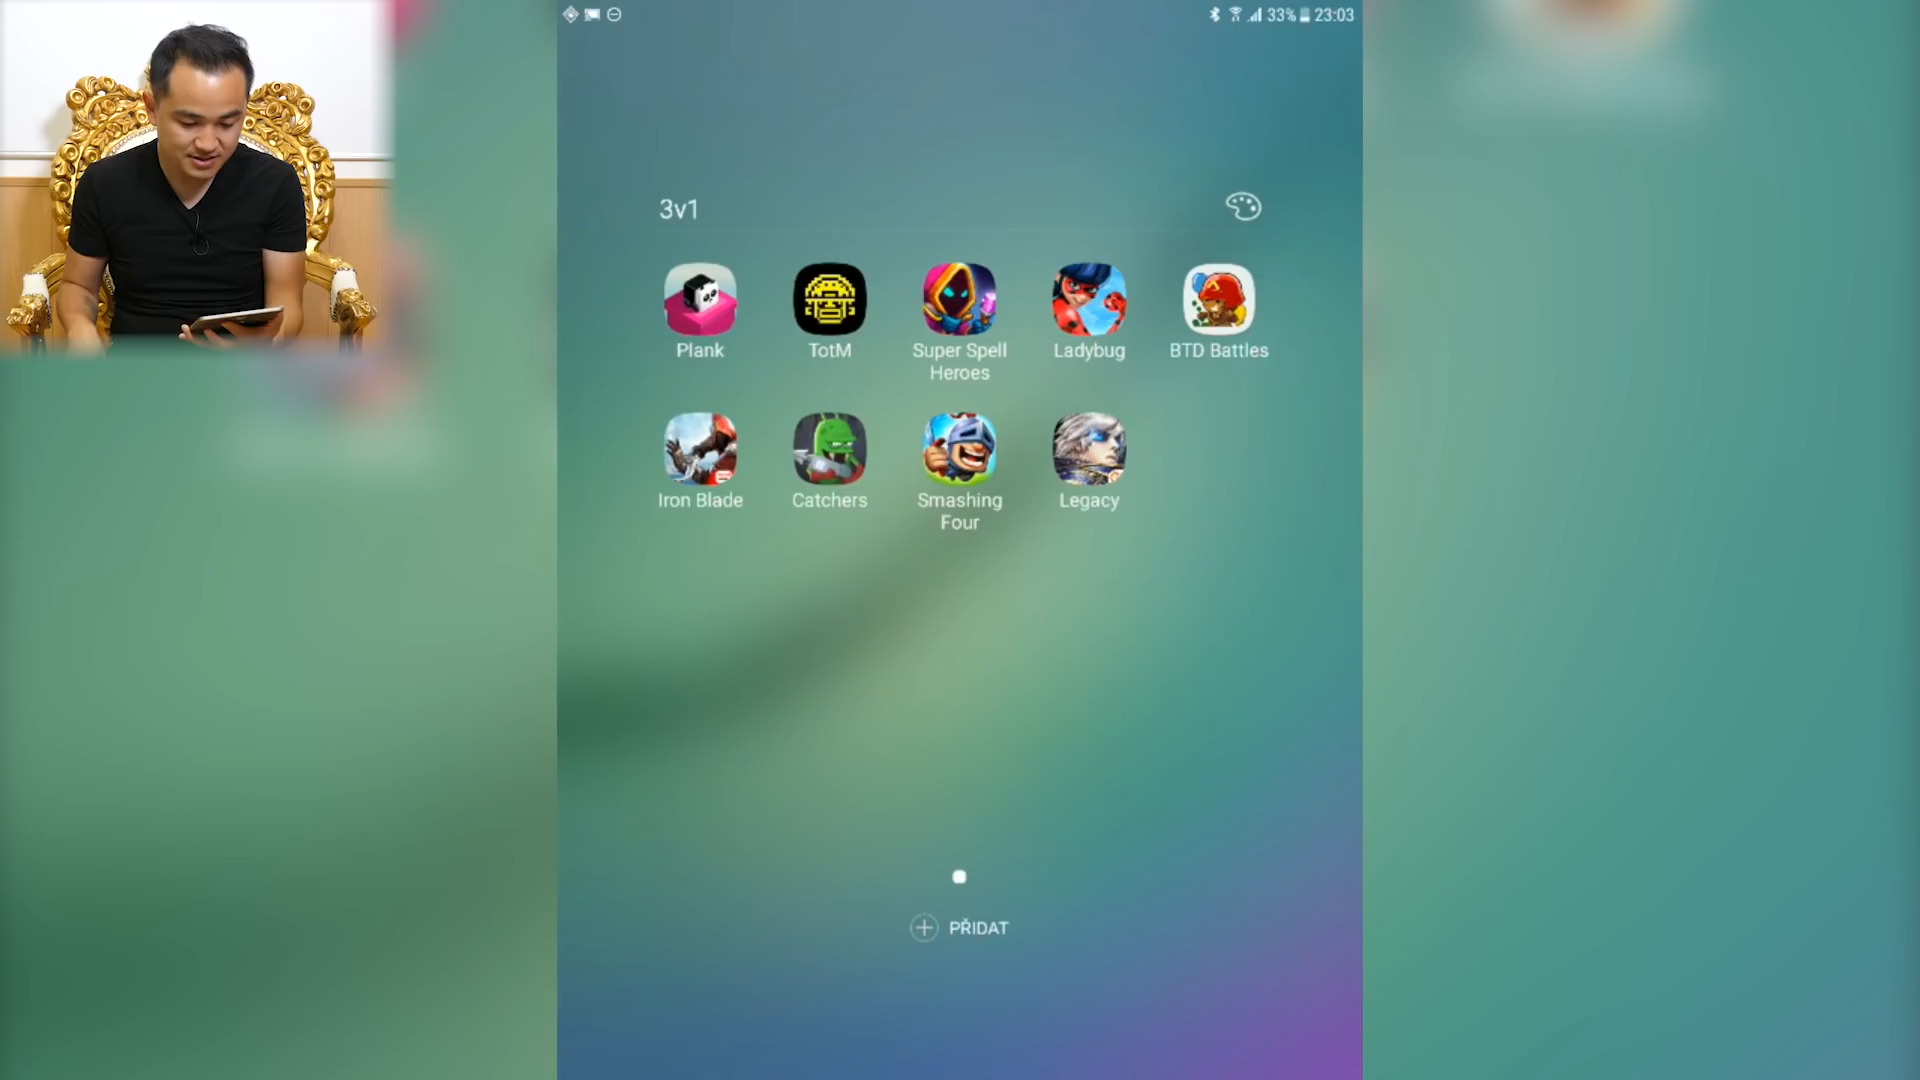 33% 23:03
3v1
Plank
TotM
Super Spell
Heroes
Ladybug
BTD Battles
Iron Blade
Catchers
Smashing
Four
Legacy
PŘIDAT